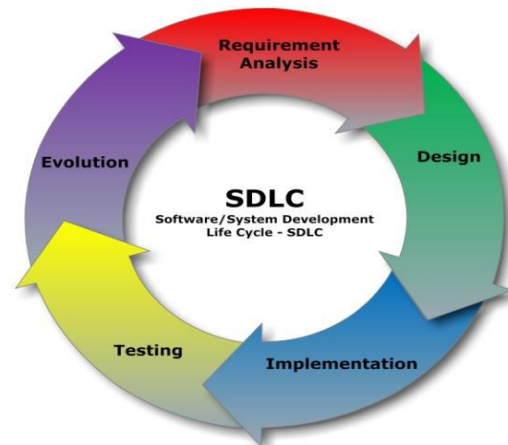 Requirement
Analysis
Design
Implementation
Testing
Evolution
SDLC
Software/System Development
Life Cycle - SDLC